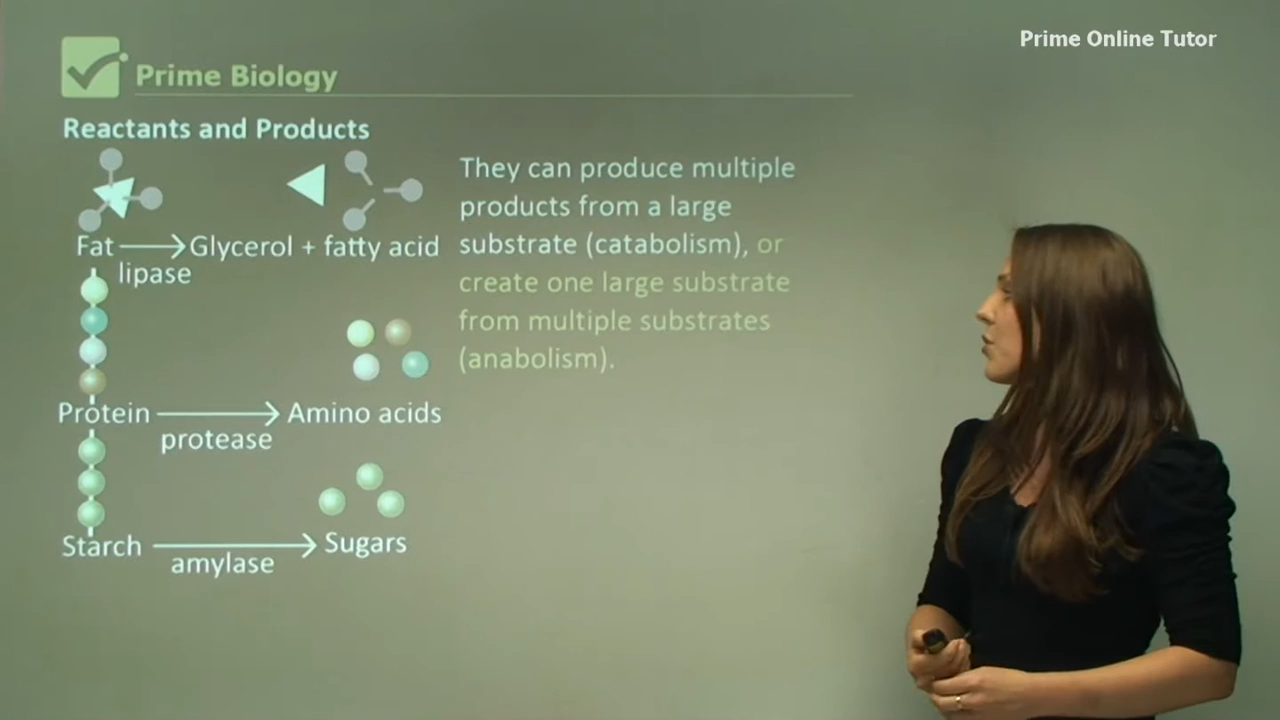 Prime Online Tutor
Prime Biology
Reactants and Products
Fat
Glycerol + fatty acid
lipase
Protein
Amino acids
protease
Starch
Sugars
amylase
They can produce multiple
products from a large
substrate (catabolism), or
create one large substrate
from multiple substrates
(anabolism).